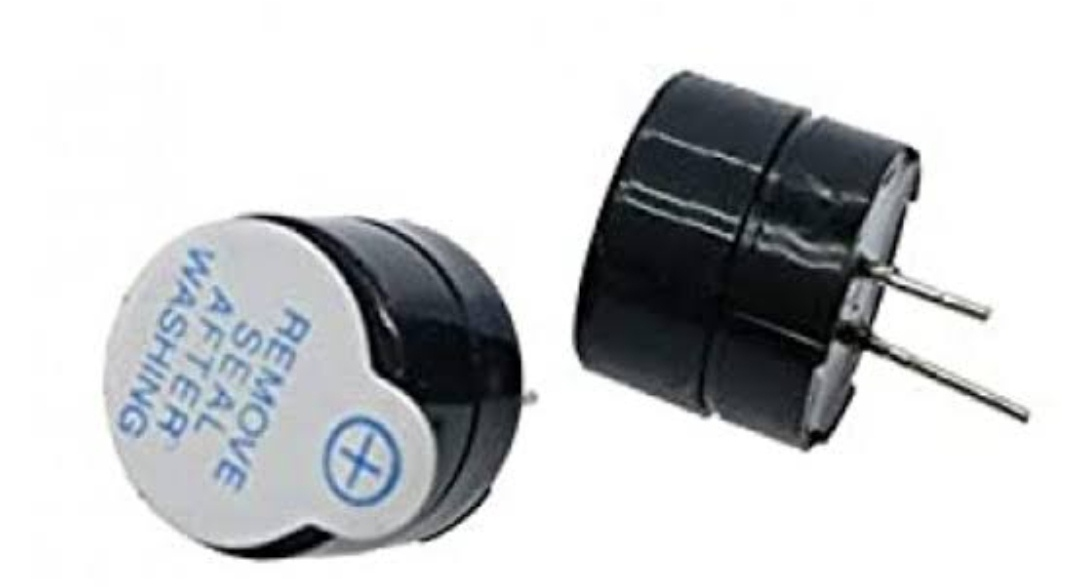 REMOVE
SEAL
AFTER
WASHING
+